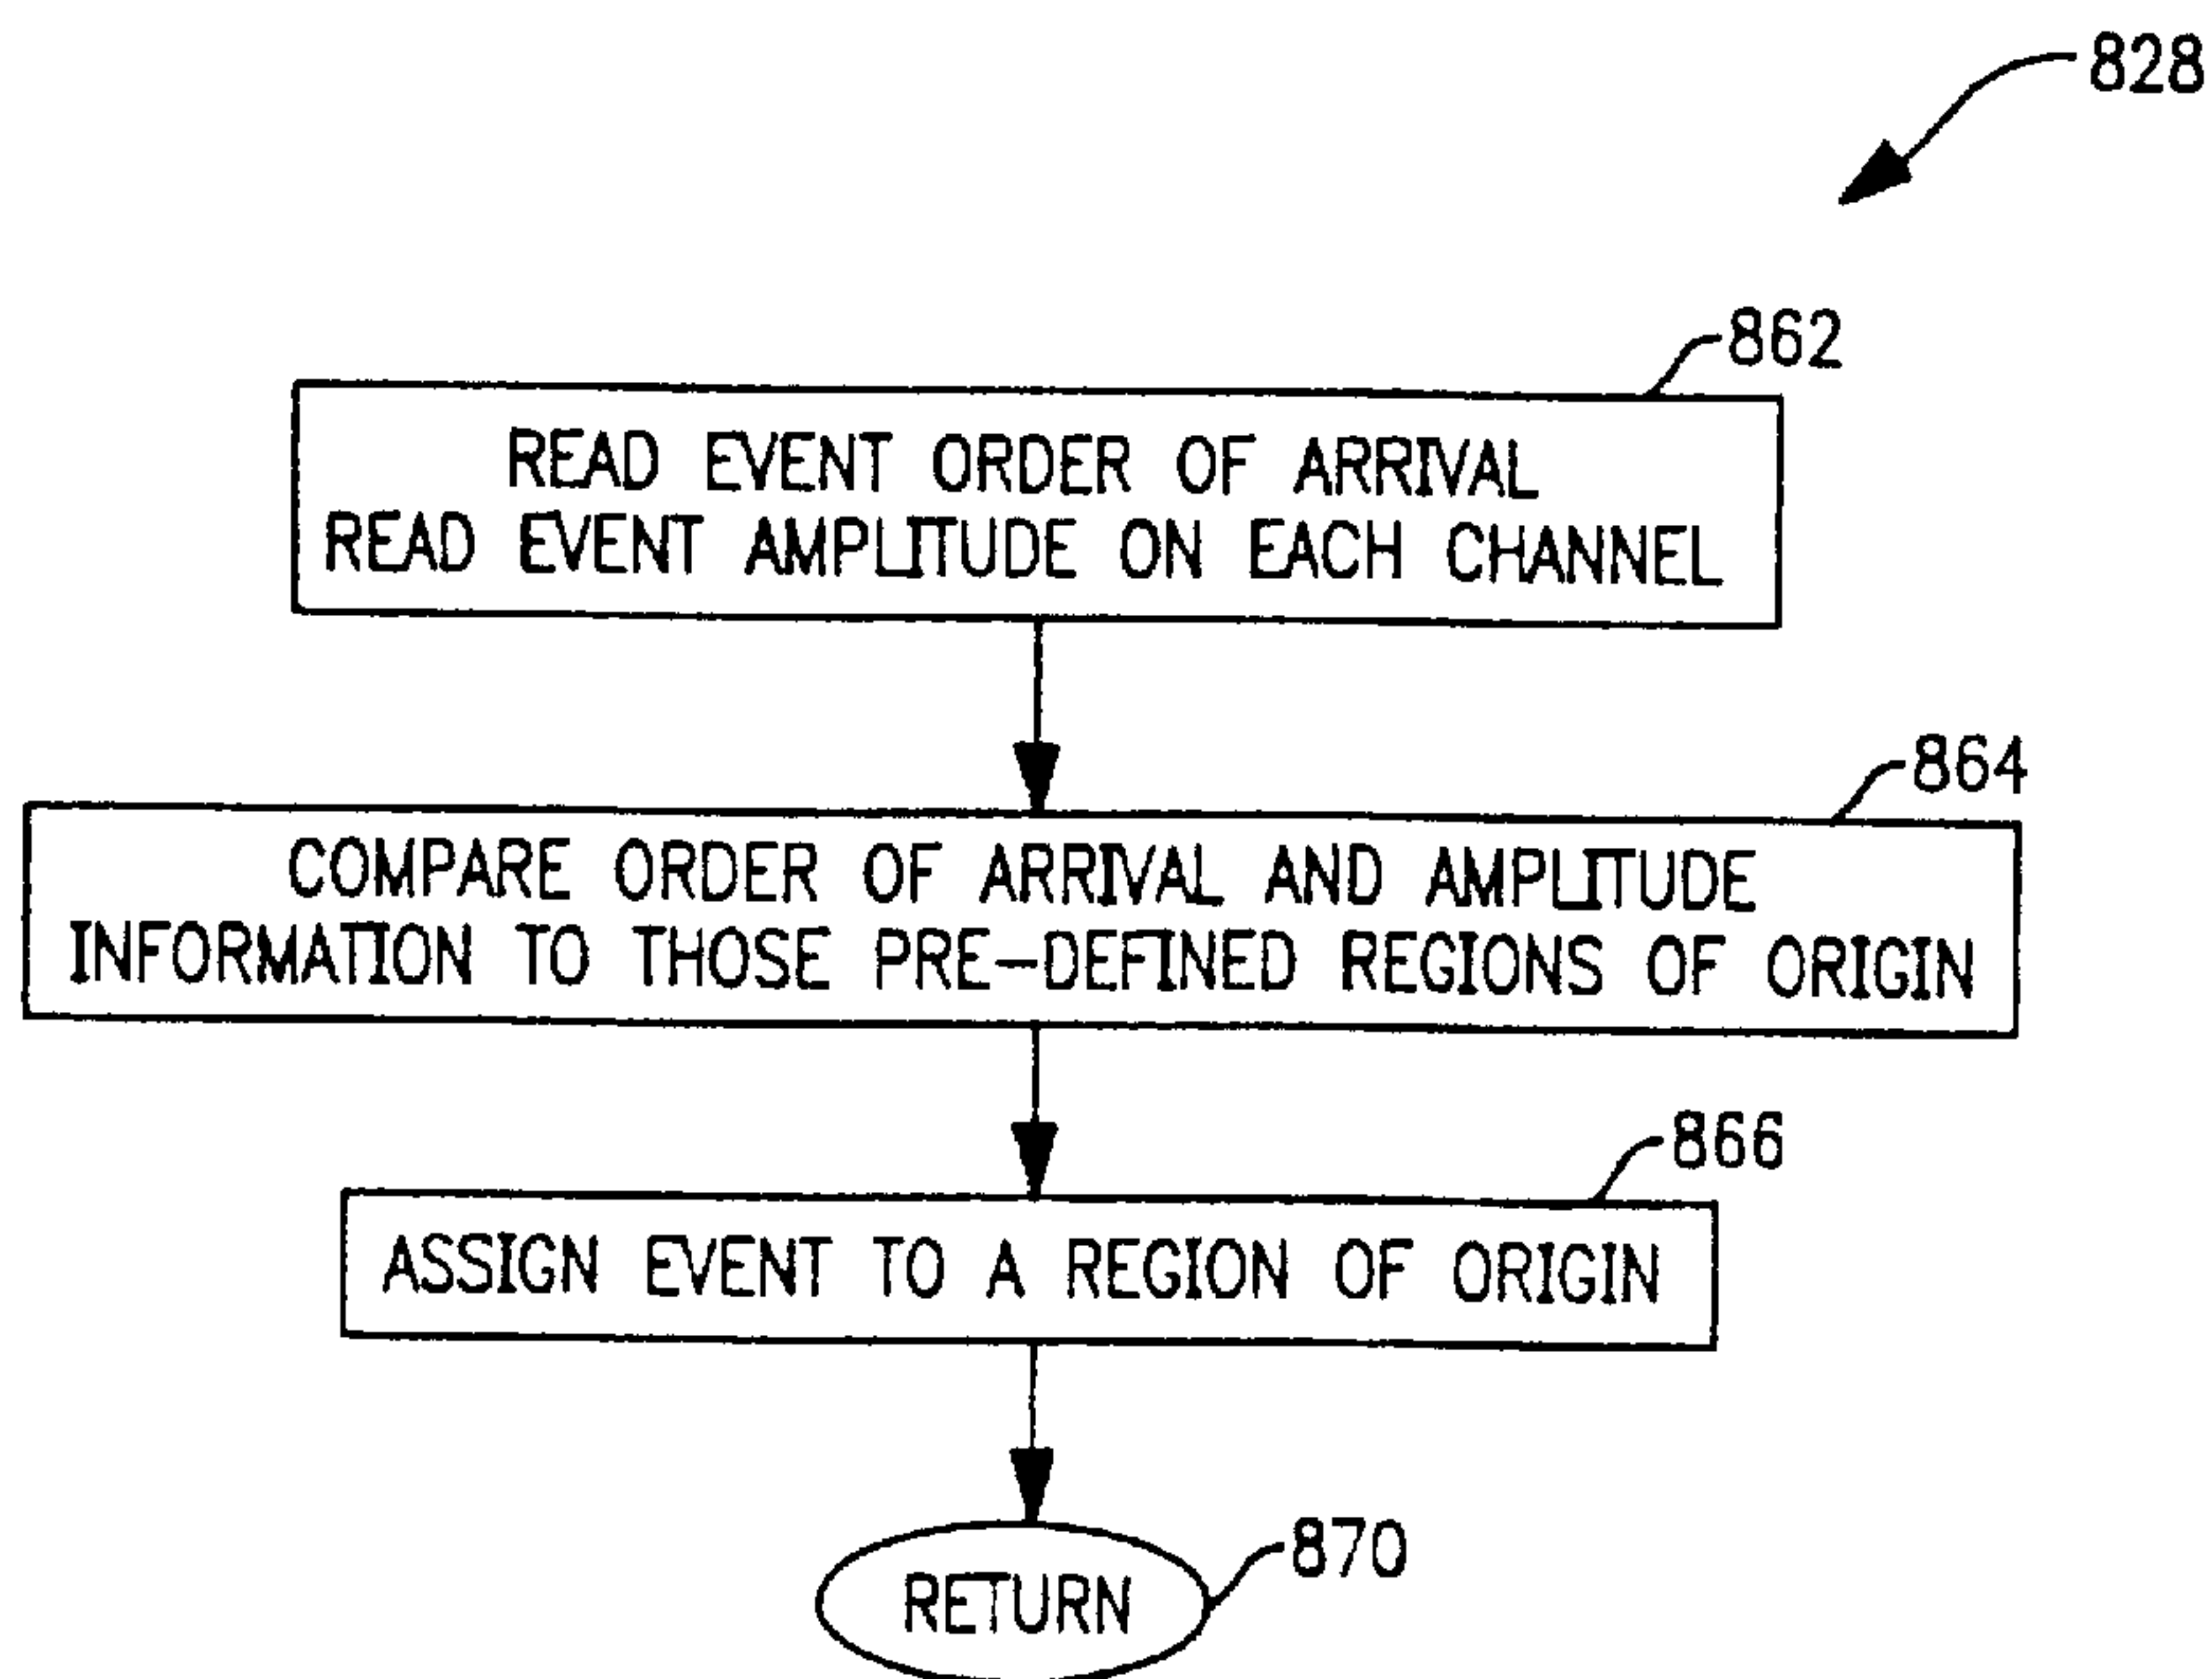 828
862
READ EVENT ORDER OF ARRIVAL
READ EVENT AMPLITUDE ON EACH CHANNEL
864
COMPARE ORDER OF ARRIVAL AND AMPLITUDE
INFORMATION TO THOSE PRE-DEFINED REGIONS OF ORIGIN
866
ASSIGN EVENT TO A REGION OF ORIGIN
870
RETURN